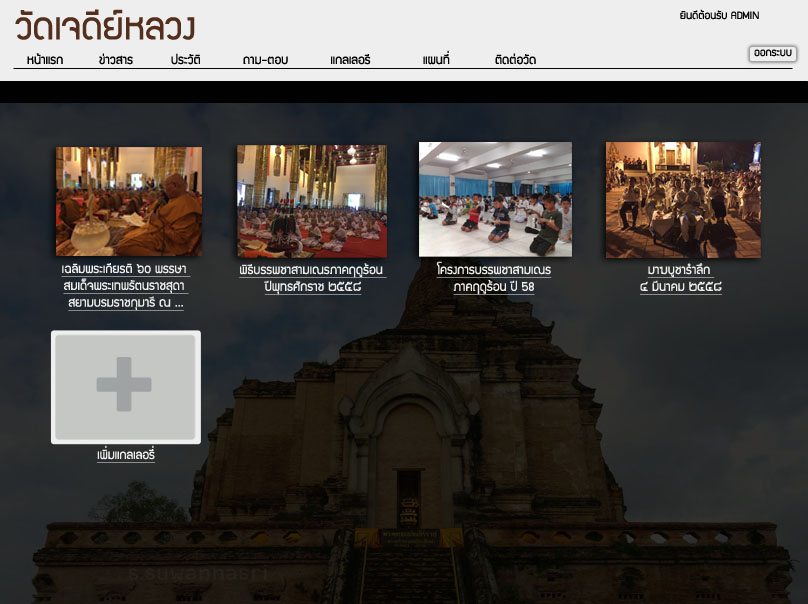 วัดเจดีย์หลวง
ยินดีต้อนรับ ADMIN
หน้าแรก ข่าวสาร ประวัติ ถาม-ตอบ แกลเลอรี แผนที่ ติดต่อวัด
ออกระบบ
เฉลิมพระเกียรติ ๖๐ พรรษา
สมเด็จพระเทพรัตนราชสุดา
สยามบรมราชกุมารี ณ ...
พิธีบรรพชาสามเณรภาคฤดูร้อน
ปีพุทธศักราช ๒๕๕๘
โครงการบรรพชาสามเณร
ภาคฤดูร้อน ปี 58
มาฆบูชารำลึก
๔ มีนาคม ๒๕๕๘
เพิ่มแกลเลอรี่
s.suwannasri